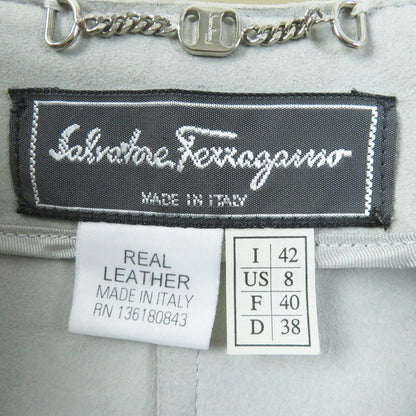 Salvatore Ferragamo
MADE IN ITALY
REAL
LEATHER
MADE IN ITALY
RN 136180843
I 42
US 8
F 40
D 38